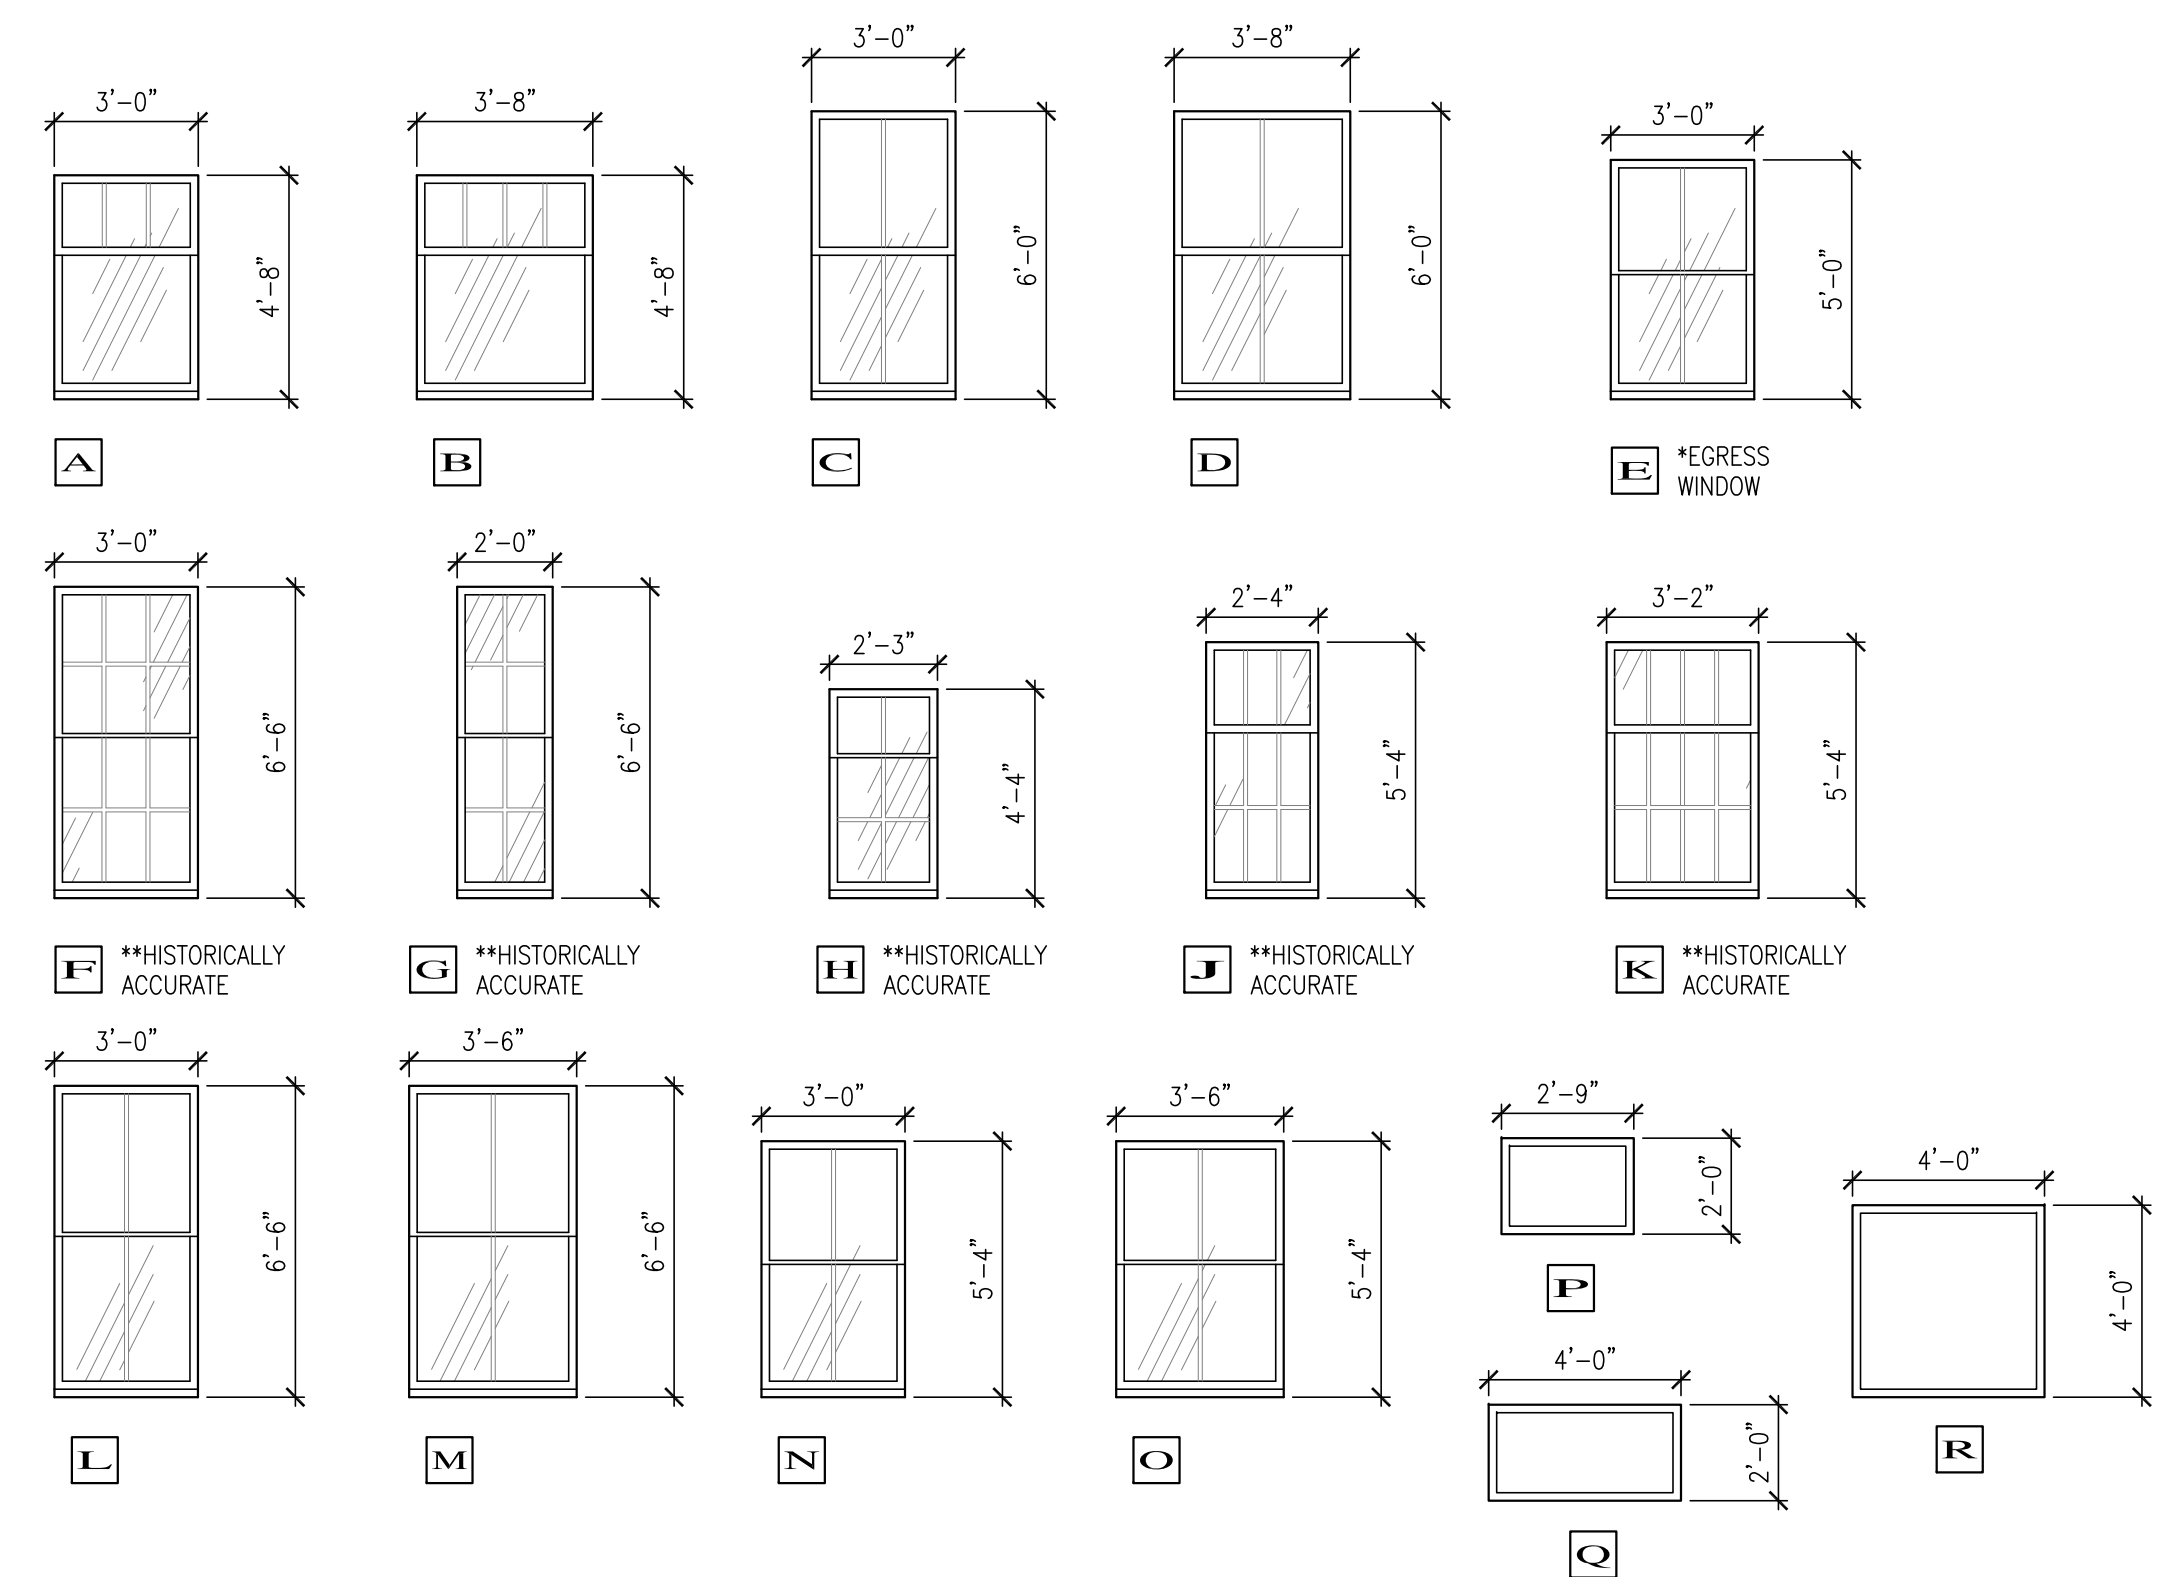 3'-0"
3'-8"
3'-0"
3'-8"
3'-0"
4'-8"
4'-8"
6'-0"
6'-0"
5'-0"
A
B
C
D
E
*EGRESS
WINDOW
3'-0"
2'-0"
2'-3"
2'-4"
3'-2"
6'-6"
6'-6"
4'-4"
5'-4"
5'-4"
F
**HISTORICALLY
ACCURATE
G
**HISTORICALLY
ACCURATE
H
**HISTORICALLY
ACCURATE
J
**HISTORICALLY
ACCURATE
K
**HISTORICALLY
ACCURATE
3'-0"
3'-6"
3'-0"
3'-6"
2'-9"
4'-0"
6'-6"
6'-6"
5'-4"
5'-4"
2'-0"
4'-0"
P
4'-0"
2'-0"
L
M
N
O
R
Q